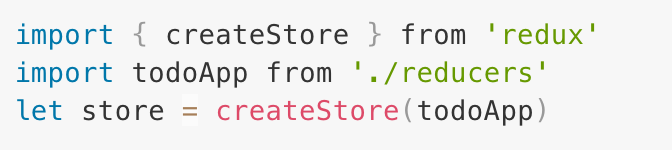 import { createStore } from 'redux'
import todoApp from './reducers'
let store = createStore(todoApp)